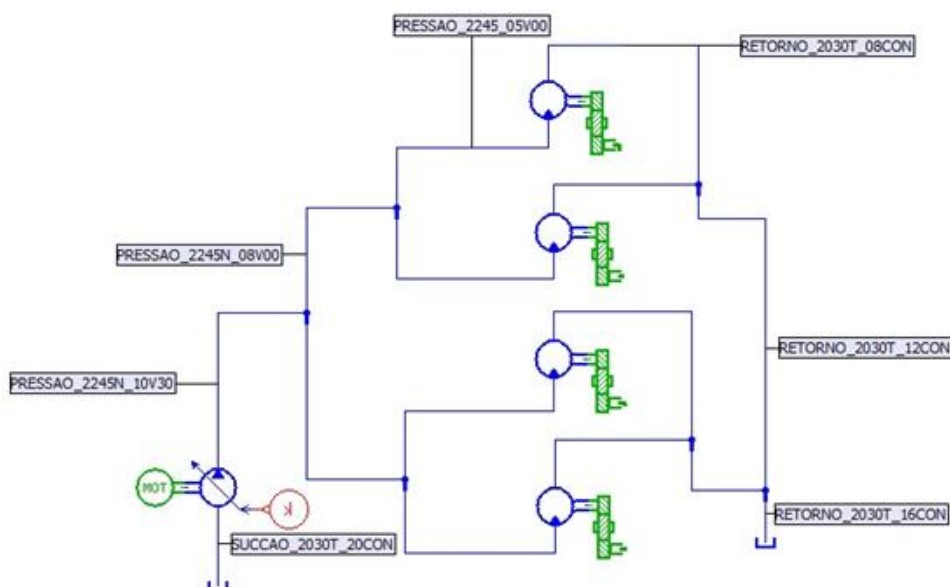 PRESSAO_2245_05V00
RETORNO_2030T_08CON
PRESSAO_2245N_08V00
RETORNO_2030T_12CON
PRESSAO_2245N_10V30
MOT
K
RETORNO_2030T_16CON
SUCCAO_2030T_20CON